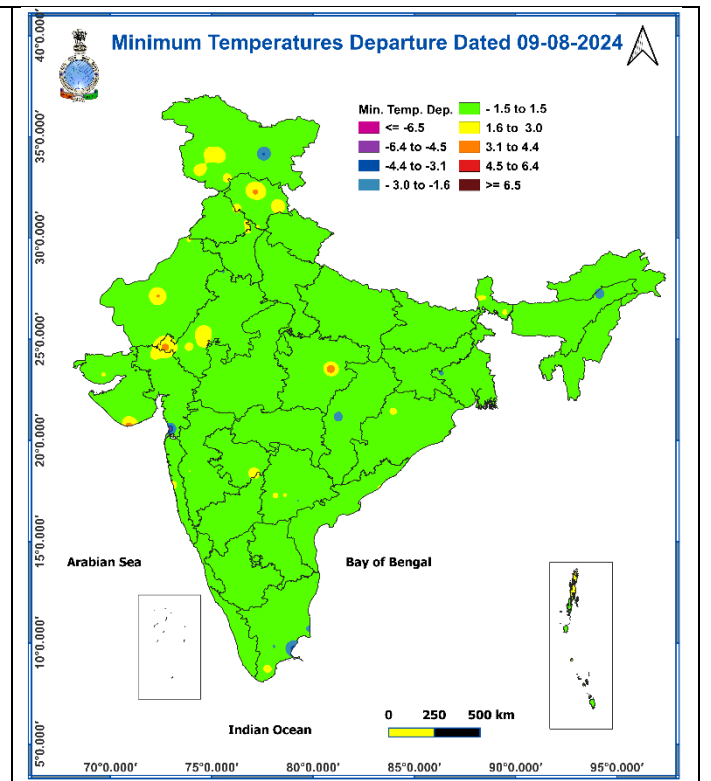 Minimum Temperatures Departure Dated 09-08-2024
Min. Temp. Dep.
<= -6.5
-6.4 to -4.5
-4.4 to -3.1
- 3.0 to -1.6
- 1.5 to 1.5
1.6 to 3.0
3.1 to 4.4
4.5 to 6.4
>= 6.5
40°0.000'
35°0.000'
30°0.000'
25°0.000'
20°0.000'
15°0.000'
10°0.000'
5°0.000'
Arabian Sea
Bay of Bengal
Indian Ocean
0 250 500 km
70°0.000' 75°0.000' 80°0.000' 85°0.000' 90°0.000' 95°0.000'